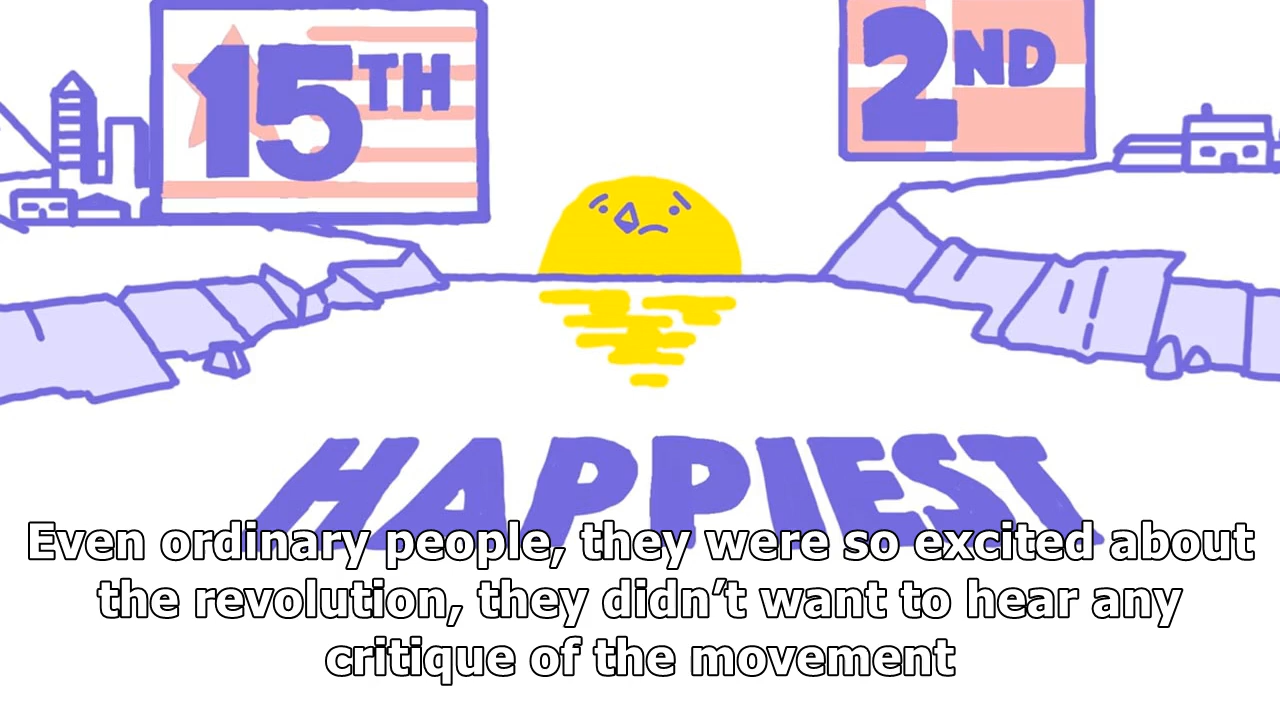 15TH
2ND
HAPPIEST
Even ordinary people, they were so excited about
the revolution, they didn't want to hear any
critique of the movement